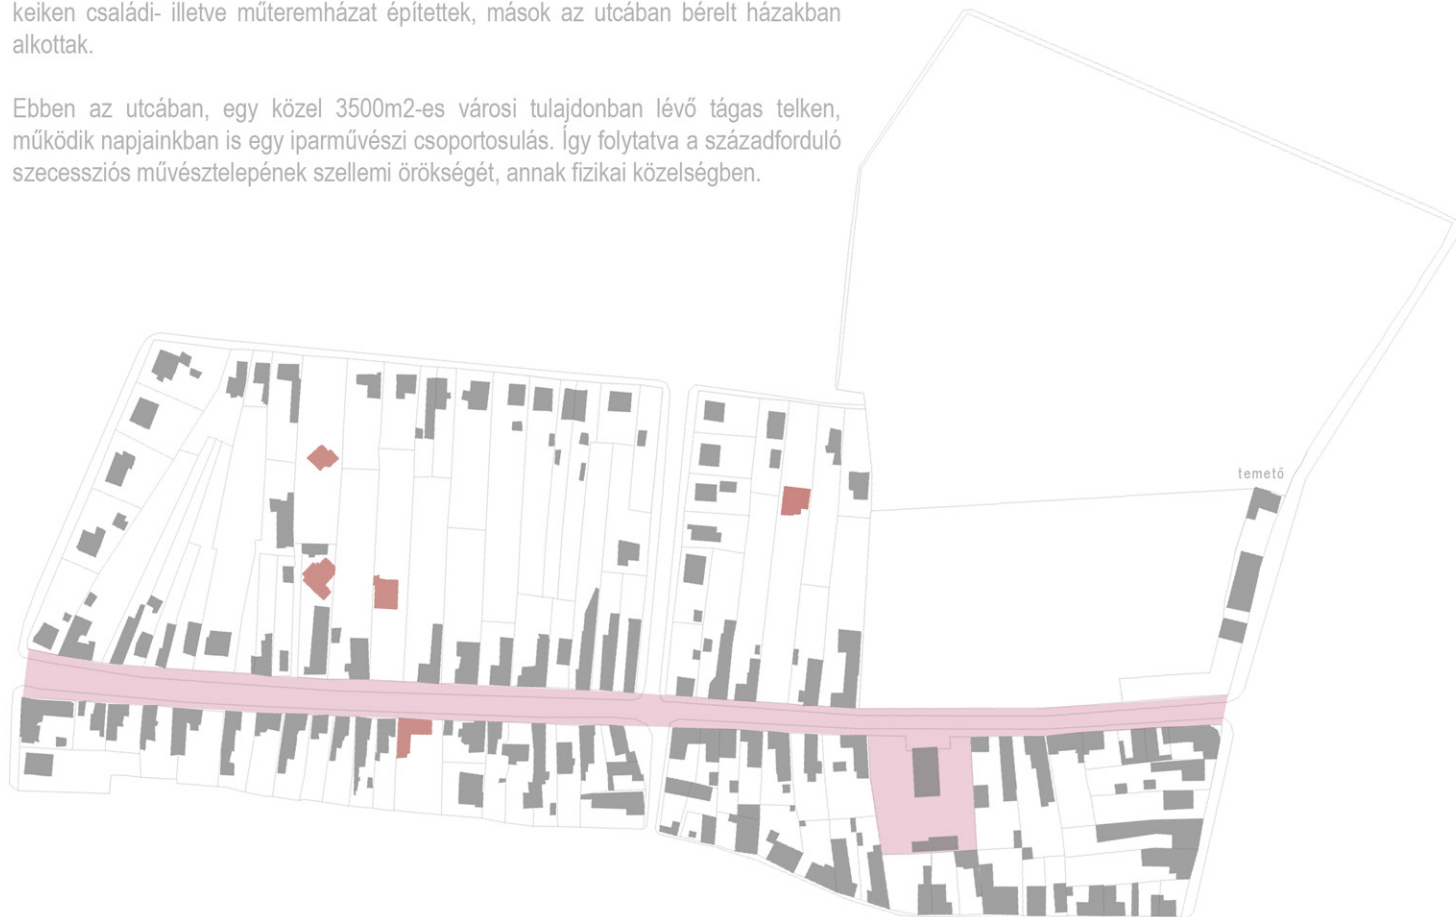 keiken családi- illetve műteremházat építettek, mások az utcában bérelt házakban
alkottak.
Ebben az utcában, egy közel 3500m2-es városi tulajdonban lévő tágas telken,
működik napjainkban is egy iparművészi csoportosulás. Így folytatva a századforduló
szecessziós művésztelepének szellemi örökségét, annak fizikai közelségben.
temető